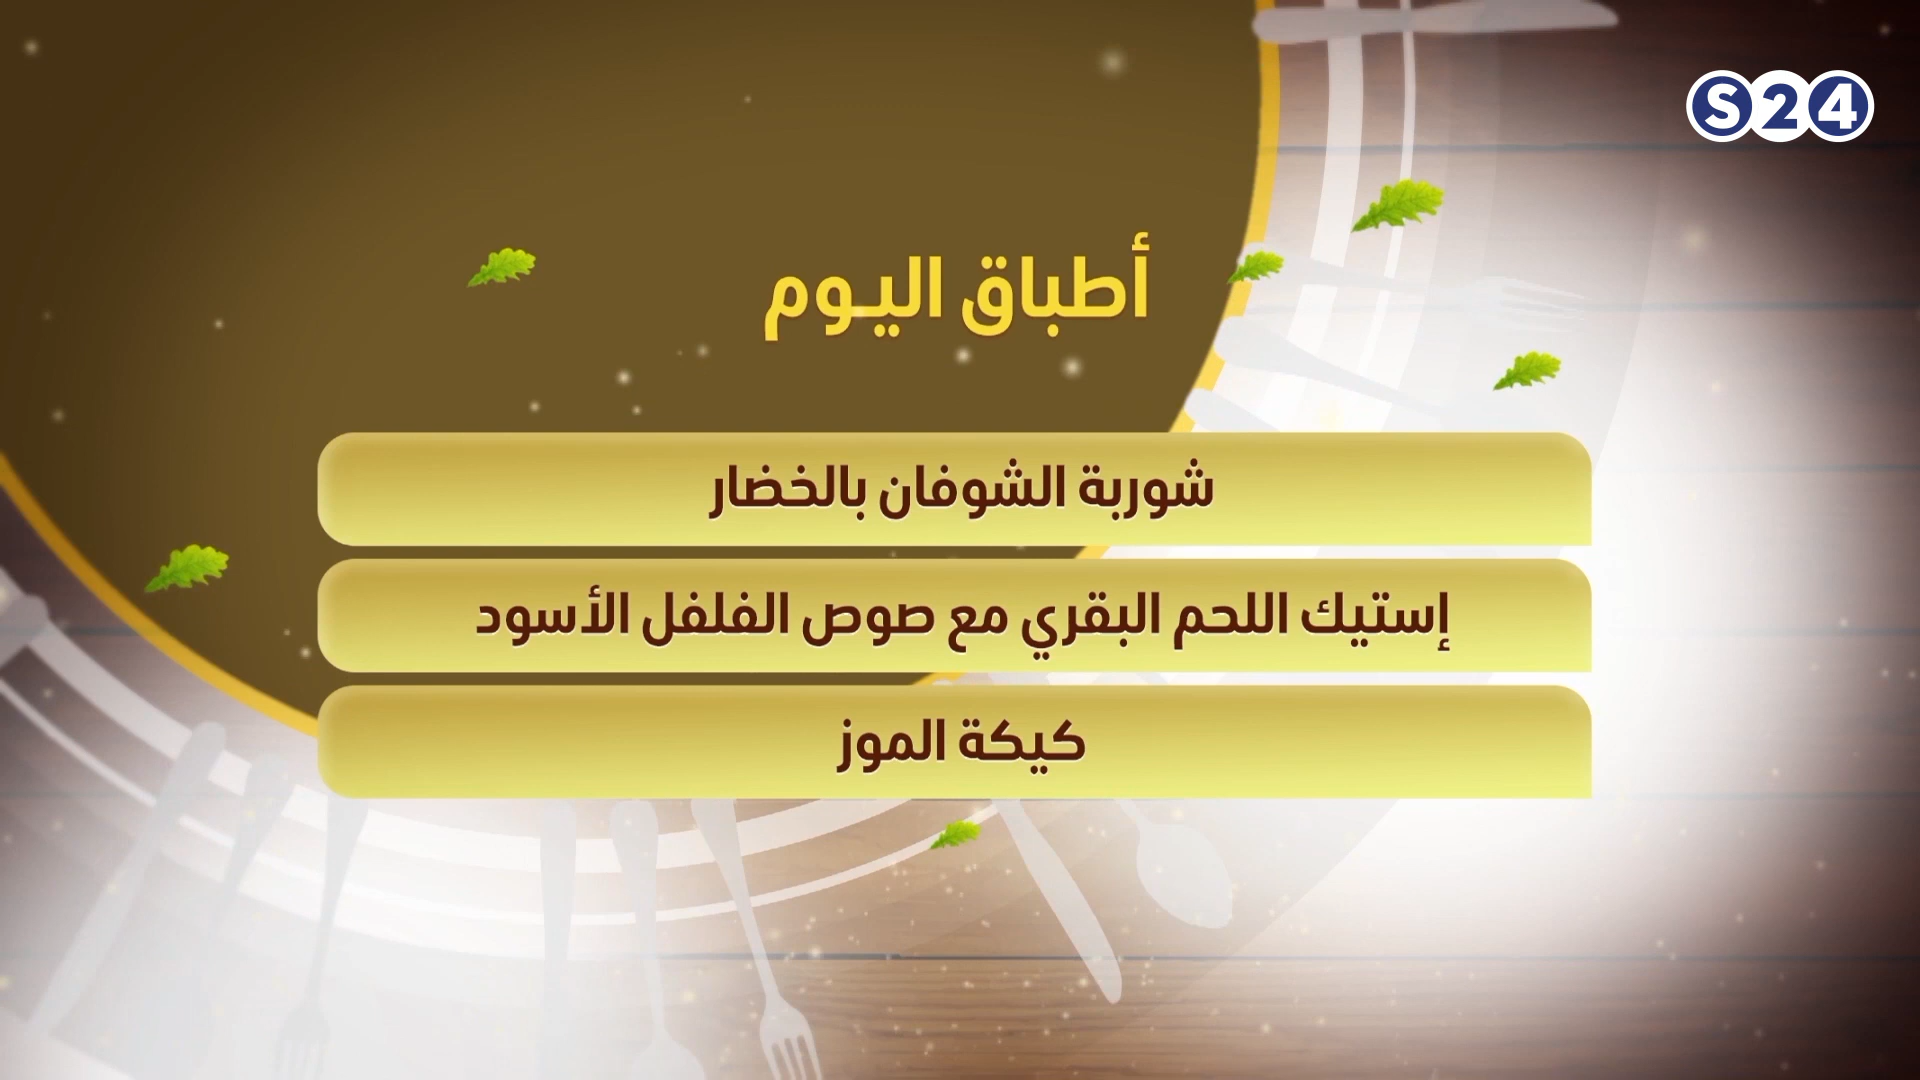 S24
أطباق اليوم
شوربة الشوفان بالخضار
إستيك اللحم البقري مع صوص الفلفل الأسود
كيكة الموز